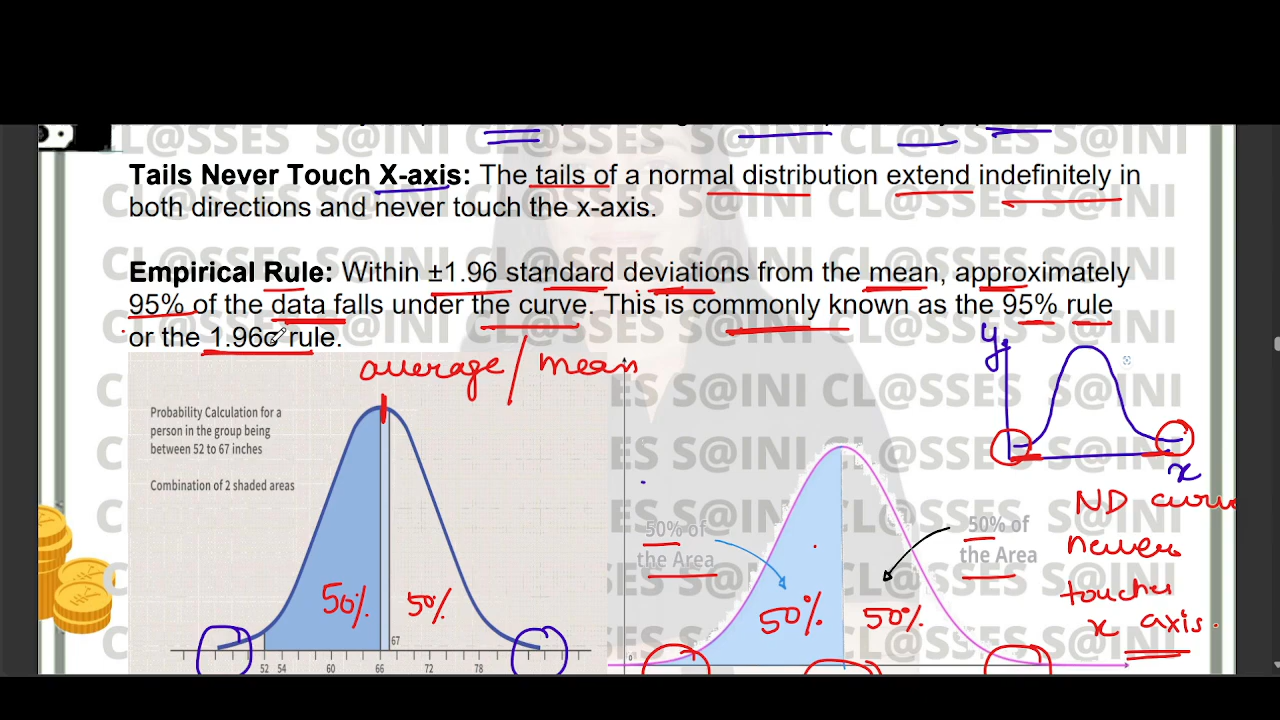 Tails Never Touch X-axis: The tails of a normal distribution extend indefinitely in
both directions and never touch the x-axis.
Empirical Rule: Within ±1.96 standard deviations from the mean, approximately
95% of the data falls under the curve. This is commonly known as the 95% rule
or the 1.96σ rule.
average / mean
Probability Calculation for a
person in the group being
between 52 to 67 inches
Combination of 2 shaded areas
50%
50%
67
52 54 60 66 72 78
50% of
the Area
50% of
the Area
50%
50%
0
y
x
ND curve
never
touches
x axis.
CL@SSES S@INI CL@SSES S@INI